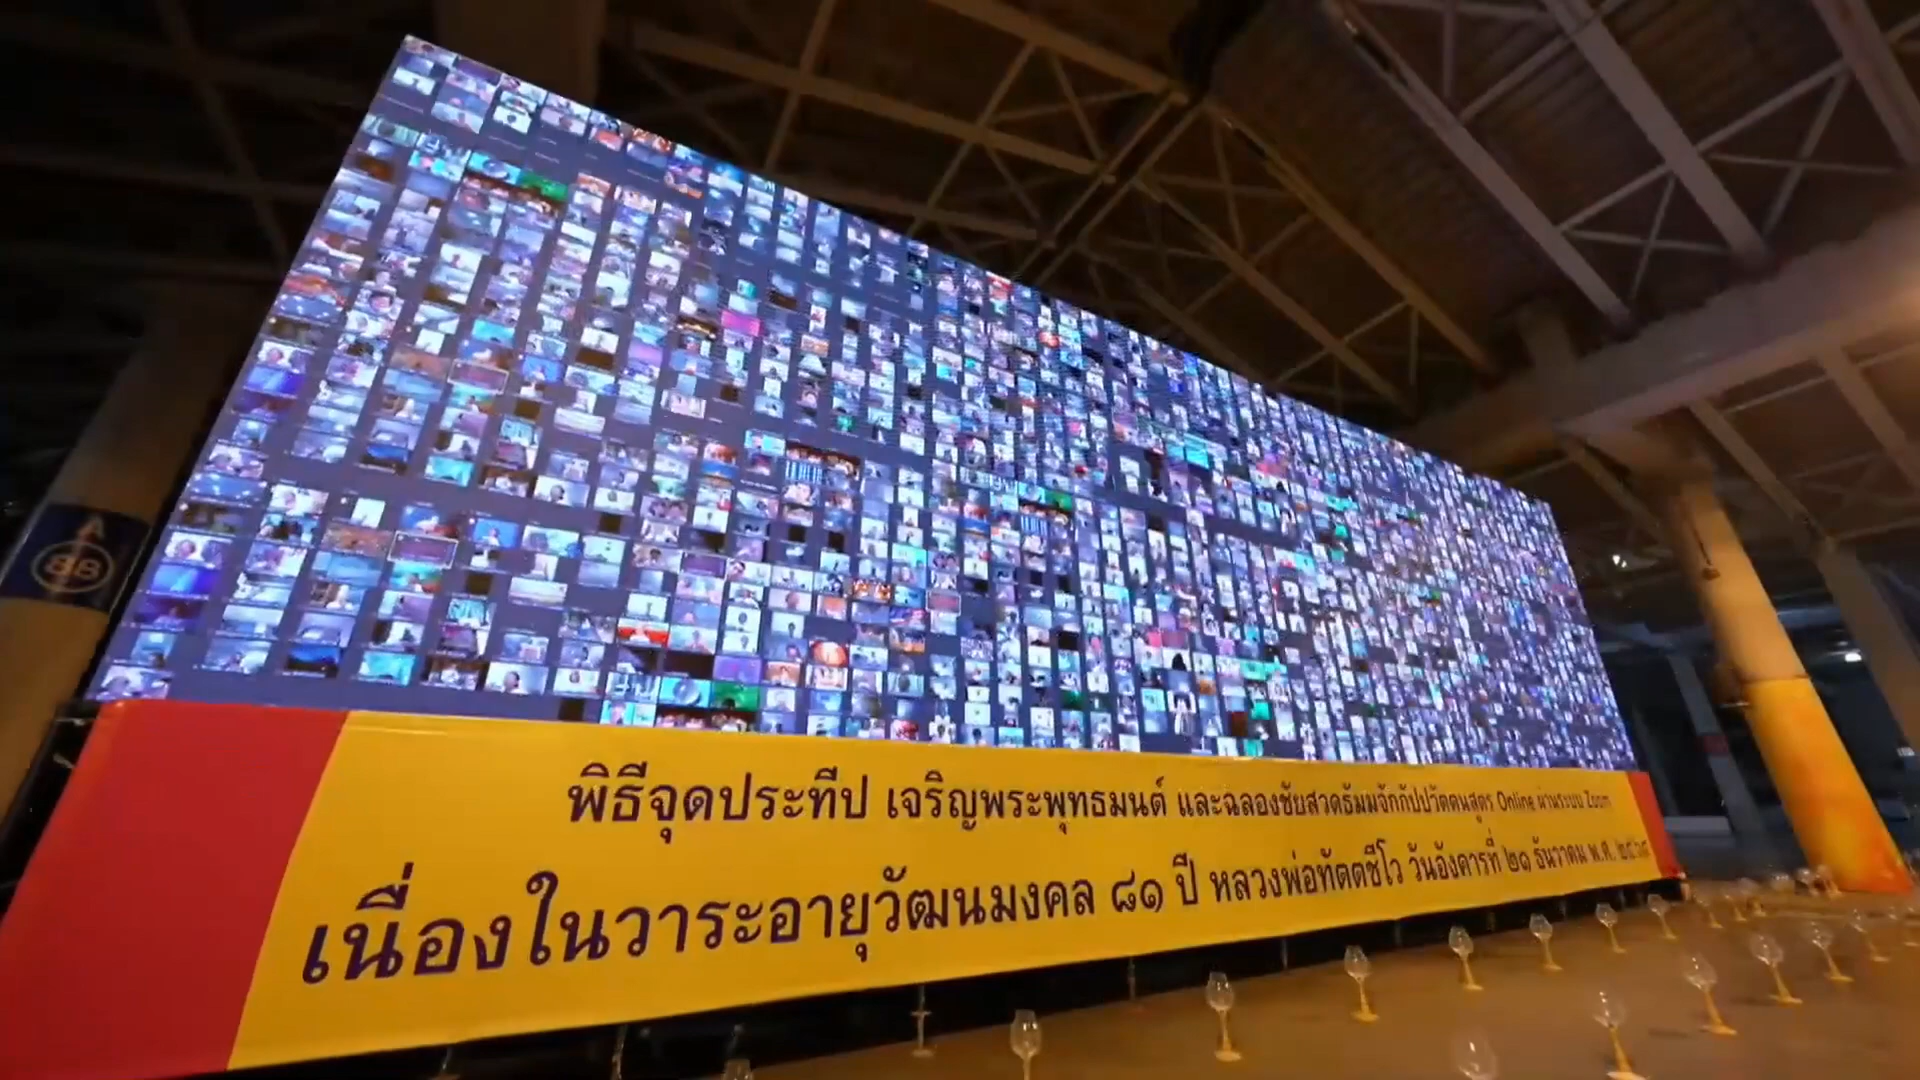 A
88
พิธีจุดประทีป เจริญพระพุทธมนต์ และฉลองชัยสวดธัมมจักกัปปวัตตนสูตร Online ผ่านระบบ Zoom
เนื่องในวาระอายุวัฒนมงคล ๘๑ ปี หลวงพ่อทัตตชีโว วันอังคารที่ ๒๑ ธันวาคม พ.ศ. ๒๕๖๔